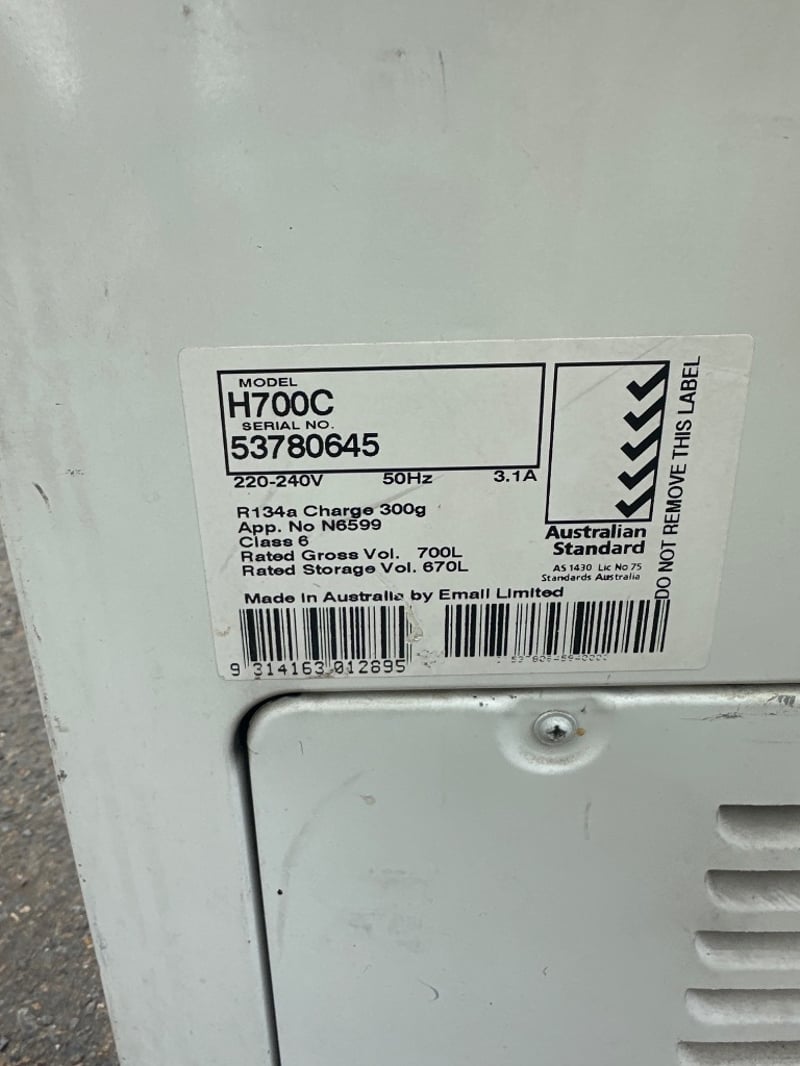 MODEL
H700C
SERIAL NO.
53780645
220-240V 50Hz 3.1A
R134a Charge 300g
App. No N6599
Class 6
Rated Gross Vol. 700L
Rated Storage Vol. 670L
Made In Australia by Email Limited
9 314163 012895
Australian
Standard
AS 1430 Lic No 75
Standards Australia
DO NOT REMOVE THIS LABEL